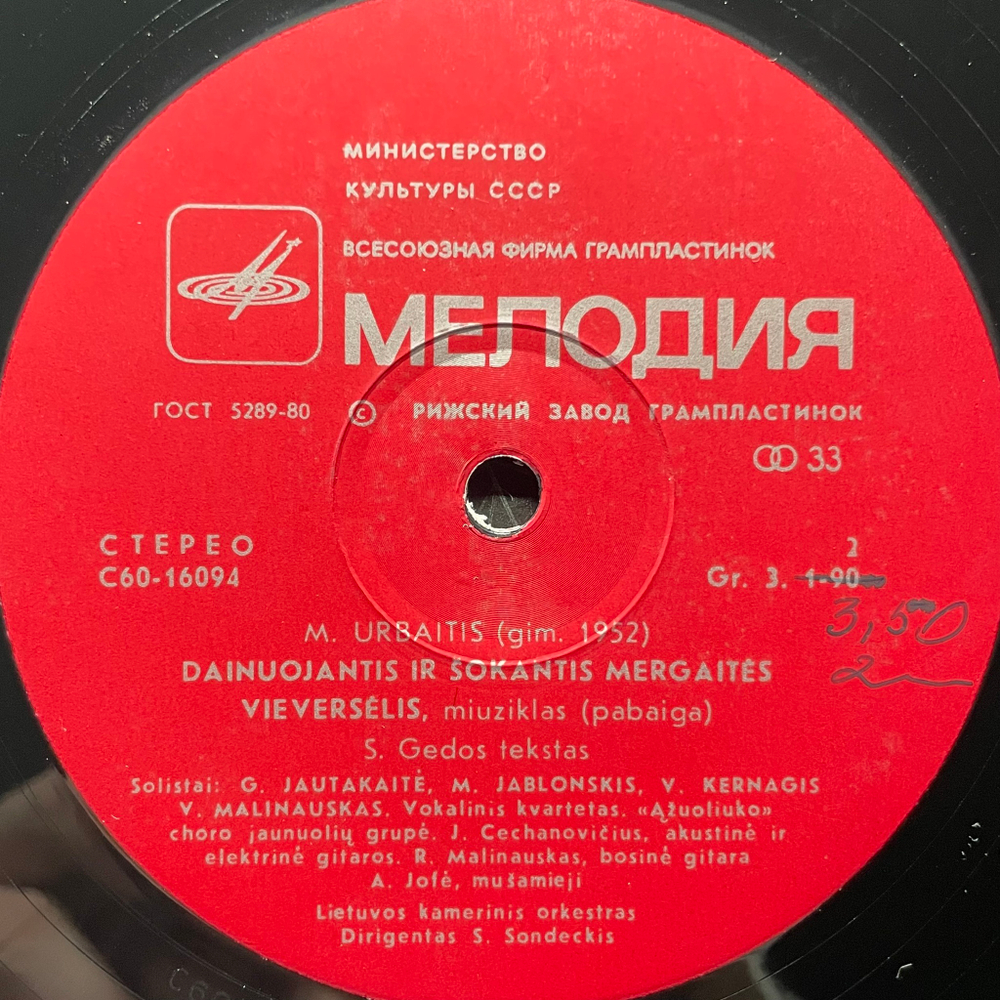 МИНИСТЕРСТВО
КУЛЬТУРЫ СССР
ВСЕСОЮЗНАЯ ФИРМА ГРАМПЛАСТИНОК
МЕЛОДИЯ
ГОСТ 5289-80 © РИЖСКИЙ ЗАВОД ГРАМПЛАСТИНОК
33
СТЕРЕО
2
С60-16094
Gr. 3. 1-90
3,50
2
M. URBAITIS (gim. 1952)
DAINUOJANTIS IR ŠOKANTIS MERGAITĖS
VIEVERSĖLIS, miuziklas (pabaiga)
S. Gedos tekstas
Solistai: G. JAUTAKAITĖ, M. JABLONSKIS, V. KERNAGIS
V. MALINAUSKAS. Vokalinis kvartetas. «Ąžuoliuko»
choro jaunuolių grupė. J. Cechanovičius, akustinė ir
elektrinė gitaros. R. Malinauskas, bosinė gitara
A. Jofė, mušamieji
Lietuvos kamerinis orkestras
Dirigentas S. Sondeckis